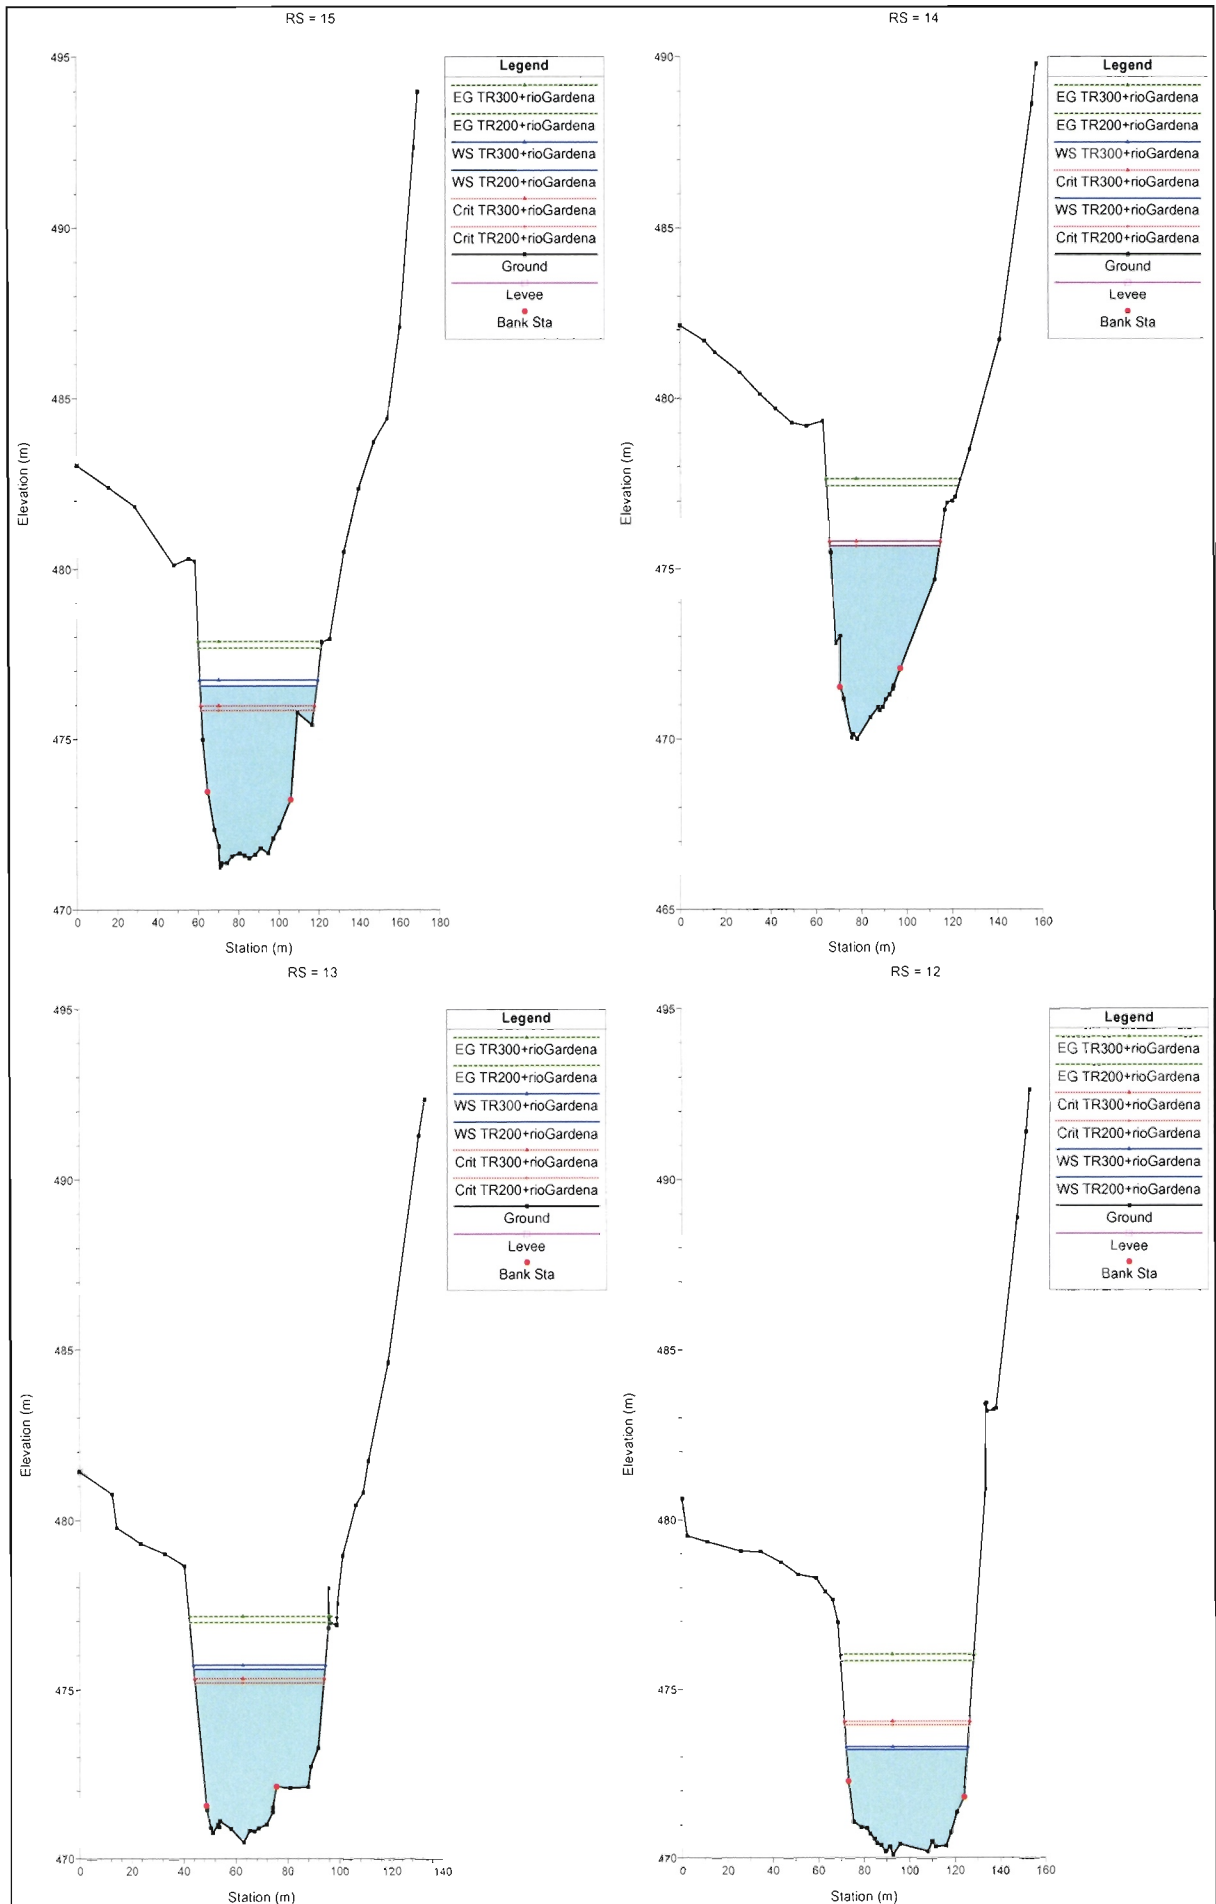 RS = 15
495
490
485
480
475
470
0 20 40 60 80 100 120 140 160 180
Elevation (m)
Station (m)
Legend
EG TR300+rioGardena
EG TR200+rioGardena
WS TR300+rioGardena
WS TR200+rioGardena
Crit TR300+rioGardena
Crit TR200+rioGardena
Ground
Levee
Bank Sta
RS = 14
490
485
480
475
470
465
0 20 40 60 80 100 120 140 160
Elevation (m)
Station (m)
Legend
EG TR300+rioGardena
EG TR200+rioGardena
WS TR300+rioGardena
Crit TR300+rioGardena
WS TR200+rioGardena
Crit TR200+rioGardena
Ground
Levee
Bank Sta
RS = 13
495
490
485
480
475
470
0 20 40 60 80 100 120 140
Elevation (m)
Station (m)
Legend
EG TR300+rioGardena
EG TR200+rioGardena
WS TR300+rioGardena
WS TR200+rioGardena
Crit TR300+rioGardena
Crit TR200+rioGardena
Ground
Levee
Bank Sta
RS = 12
495
490
485
480
475
470
0 20 40 60 80 100 120 140 160
Elevation (m)
Station (m)
Legend
EG TR300+rioGardena
EG TR200+rioGardena
Crit TR300+rioGardena
Crit TR200+rioGardena
WS TR300+rioGardena
WS TR200+rioGardena
Ground
Levee
Bank Sta